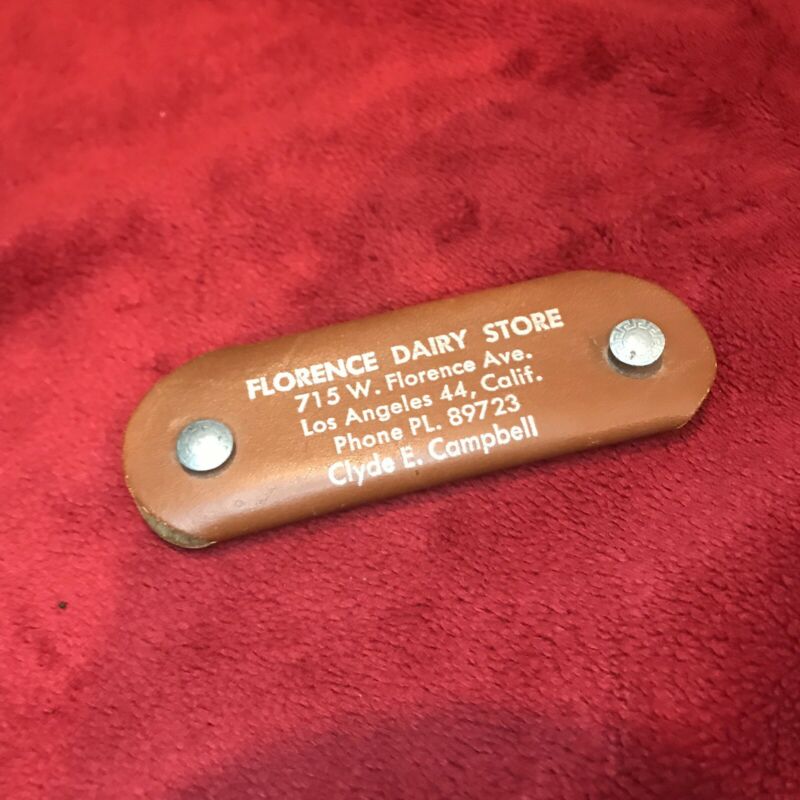 FLORENCE DAIRY STORE
715 W. Florence Ave.
Los Angeles 44, Calif.
Phone PL. 89723
Clyde E. Campbell